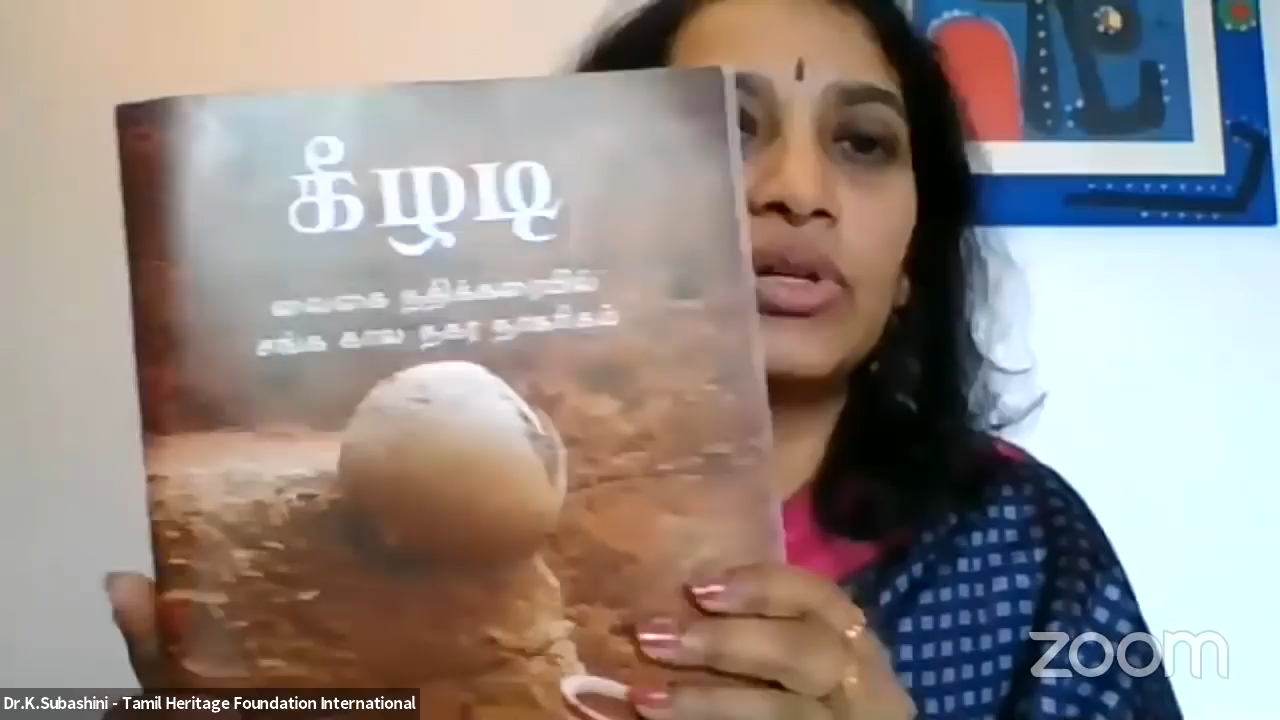 கீழடி
வைகை நதிக்கரையில்
சங்க கால நகர நாகரிகம்
zoom
Dr.K.Subashini - Tamil Heritage Foundation International